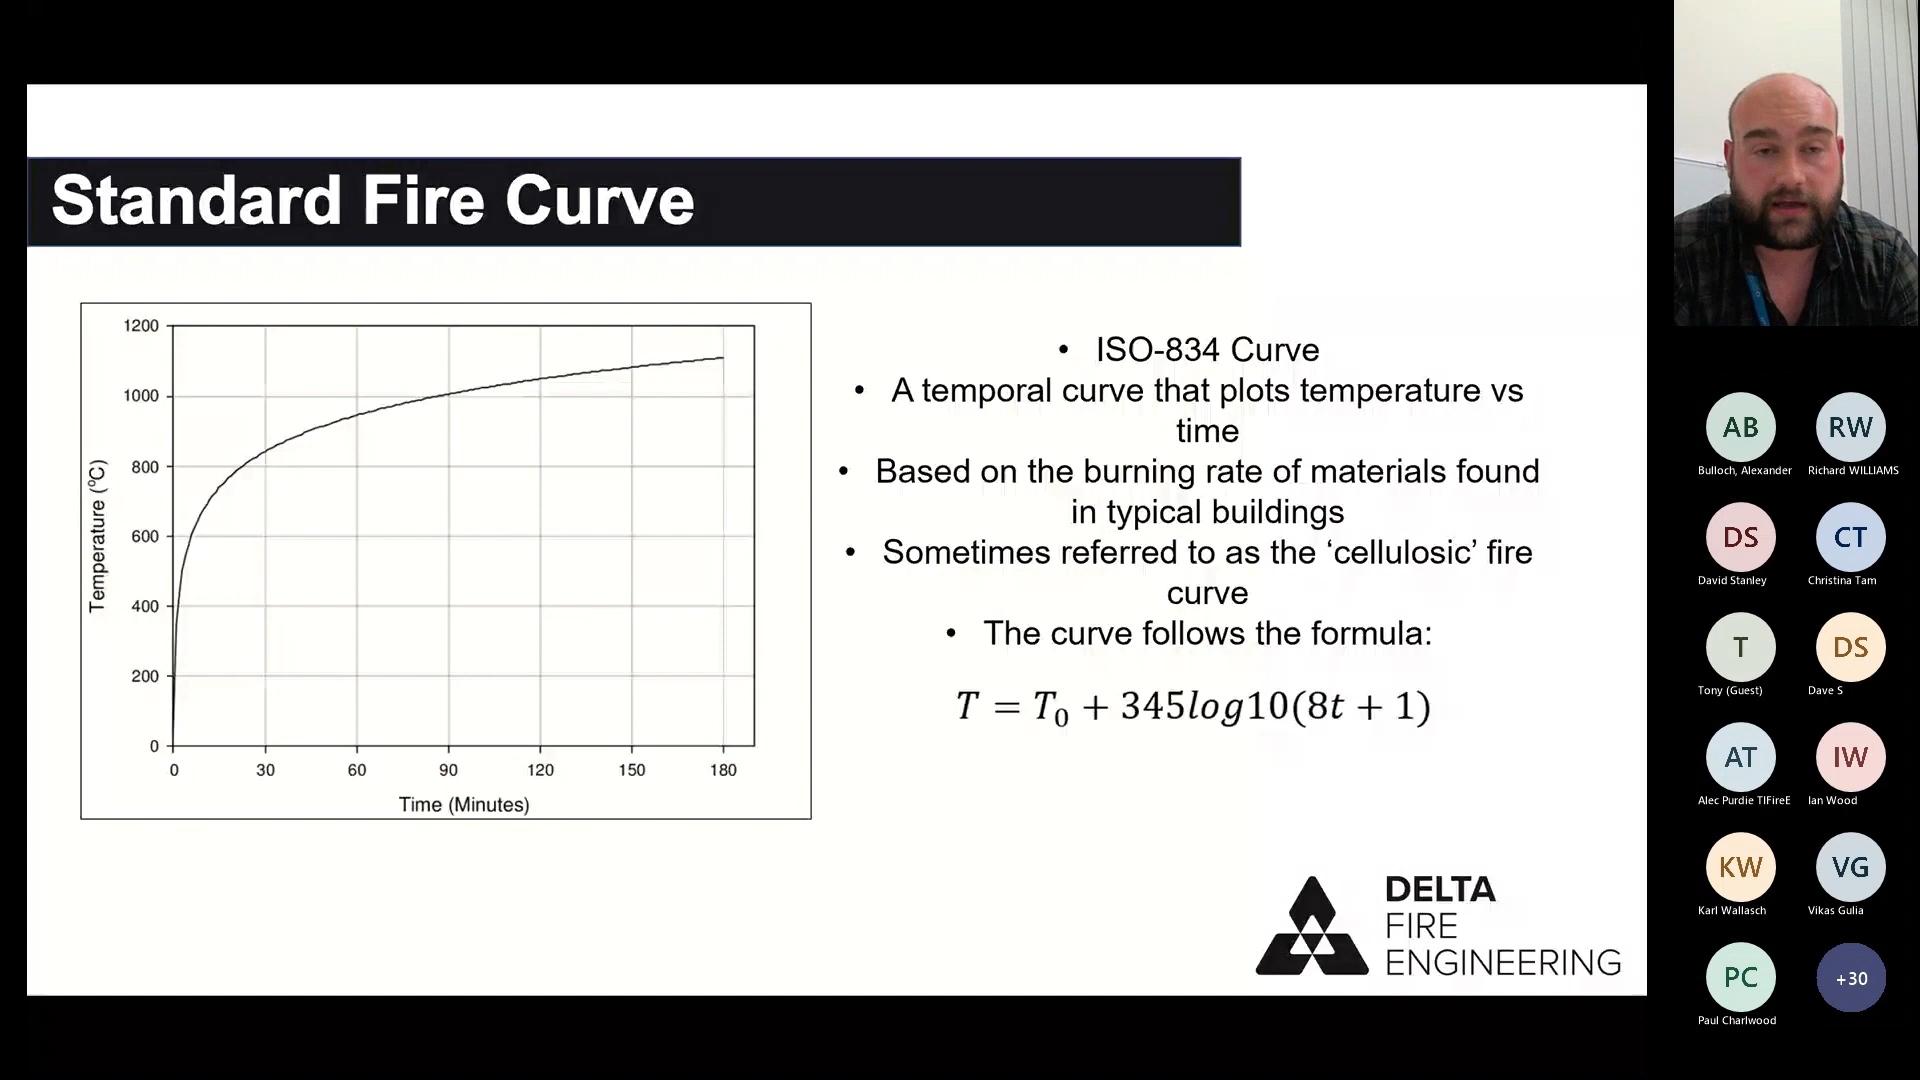 Standard Fire Curve
1200
1000
800
600
400
200
0
Temperature (⁰C)
0 30 60 90 120 150 180
Time (Minutes)
• ISO-834 Curve
• A temporal curve that plots temperature vs
time
• Based on the burning rate of materials found
in typical buildings
• Sometimes referred to as the ‘cellulosic’ fire
curve
• The curve follows the formula:
T = T₀ + 345log10(8t + 1)
DELTA
FIRE
ENGINEERING
AB RW
Bulloch, Alexander Richard WILLIAMS
DS CT
David Stanley Christina Tam
T DS
Tony (Guest) Dave S
AT IW
Alec Purdie TIFireE Ian Wood
KW VG
Karl Wallasch Vikas Gulia
PC +30
Paul Charlwood